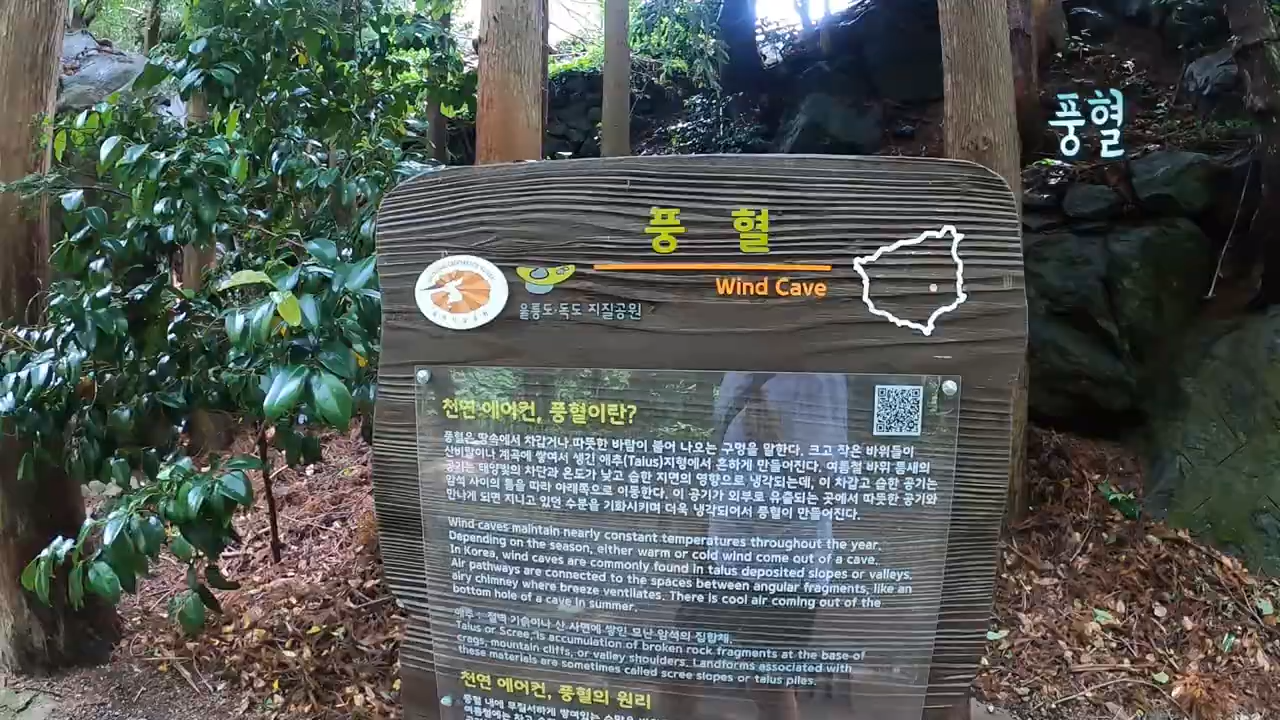 풍혈
풍 혈
Wind Cave
울릉도·독도 지질공원
천연 에어컨, 풍혈이란?
풍혈은 땅속에서 차갑거나 따뜻한 바람이 불어 나오는 구멍을 말한다. 크고 작은 바위들이
산비탈이나 계곡에 쌓여서 생긴 애추(Talus)지형에서 흔하게 만들어진다. 여름철 바위 틈새의
공기는 태양빛의 차단과 온도가 낮고 습한 지면의 영향으로 냉각되는데, 이 차갑고 습한 공기는
암석 사이의 틈을 따라 아래쪽으로 이동한다. 이 공기가 외부로 유출되는 곳에서 따뜻한 공기와
만나게 되면 지니고 있던 수분을 기화시키며 더욱 냉각되어서 풍혈이 만들어진다.
Wind caves maintain nearly constant temperatures throughout the year.
Depending on the season, either warm or cold wind come out of a cave.
In Korea, wind caves are commonly found in talus deposited slopes or valleys.
Air pathways are connected to the spaces between angular fragments, like an
airy chimney where breeze ventilates. There is cool air coming out of the
bottom hole of a cave in summer.
애추 : 절벽 기슭이나 산 사면에 쌓인 모난 암석의 집합체.
Talus or Scree, is accumulation of broken rock fragments at the base of
crags, mountain cliffs, or valley shoulders. Landforms associated with
these materials are sometimes called scree slopes or talus piles.
천연 에어컨, 풍혈의 원리
풍혈 내에 무질서하게 쌓여있는